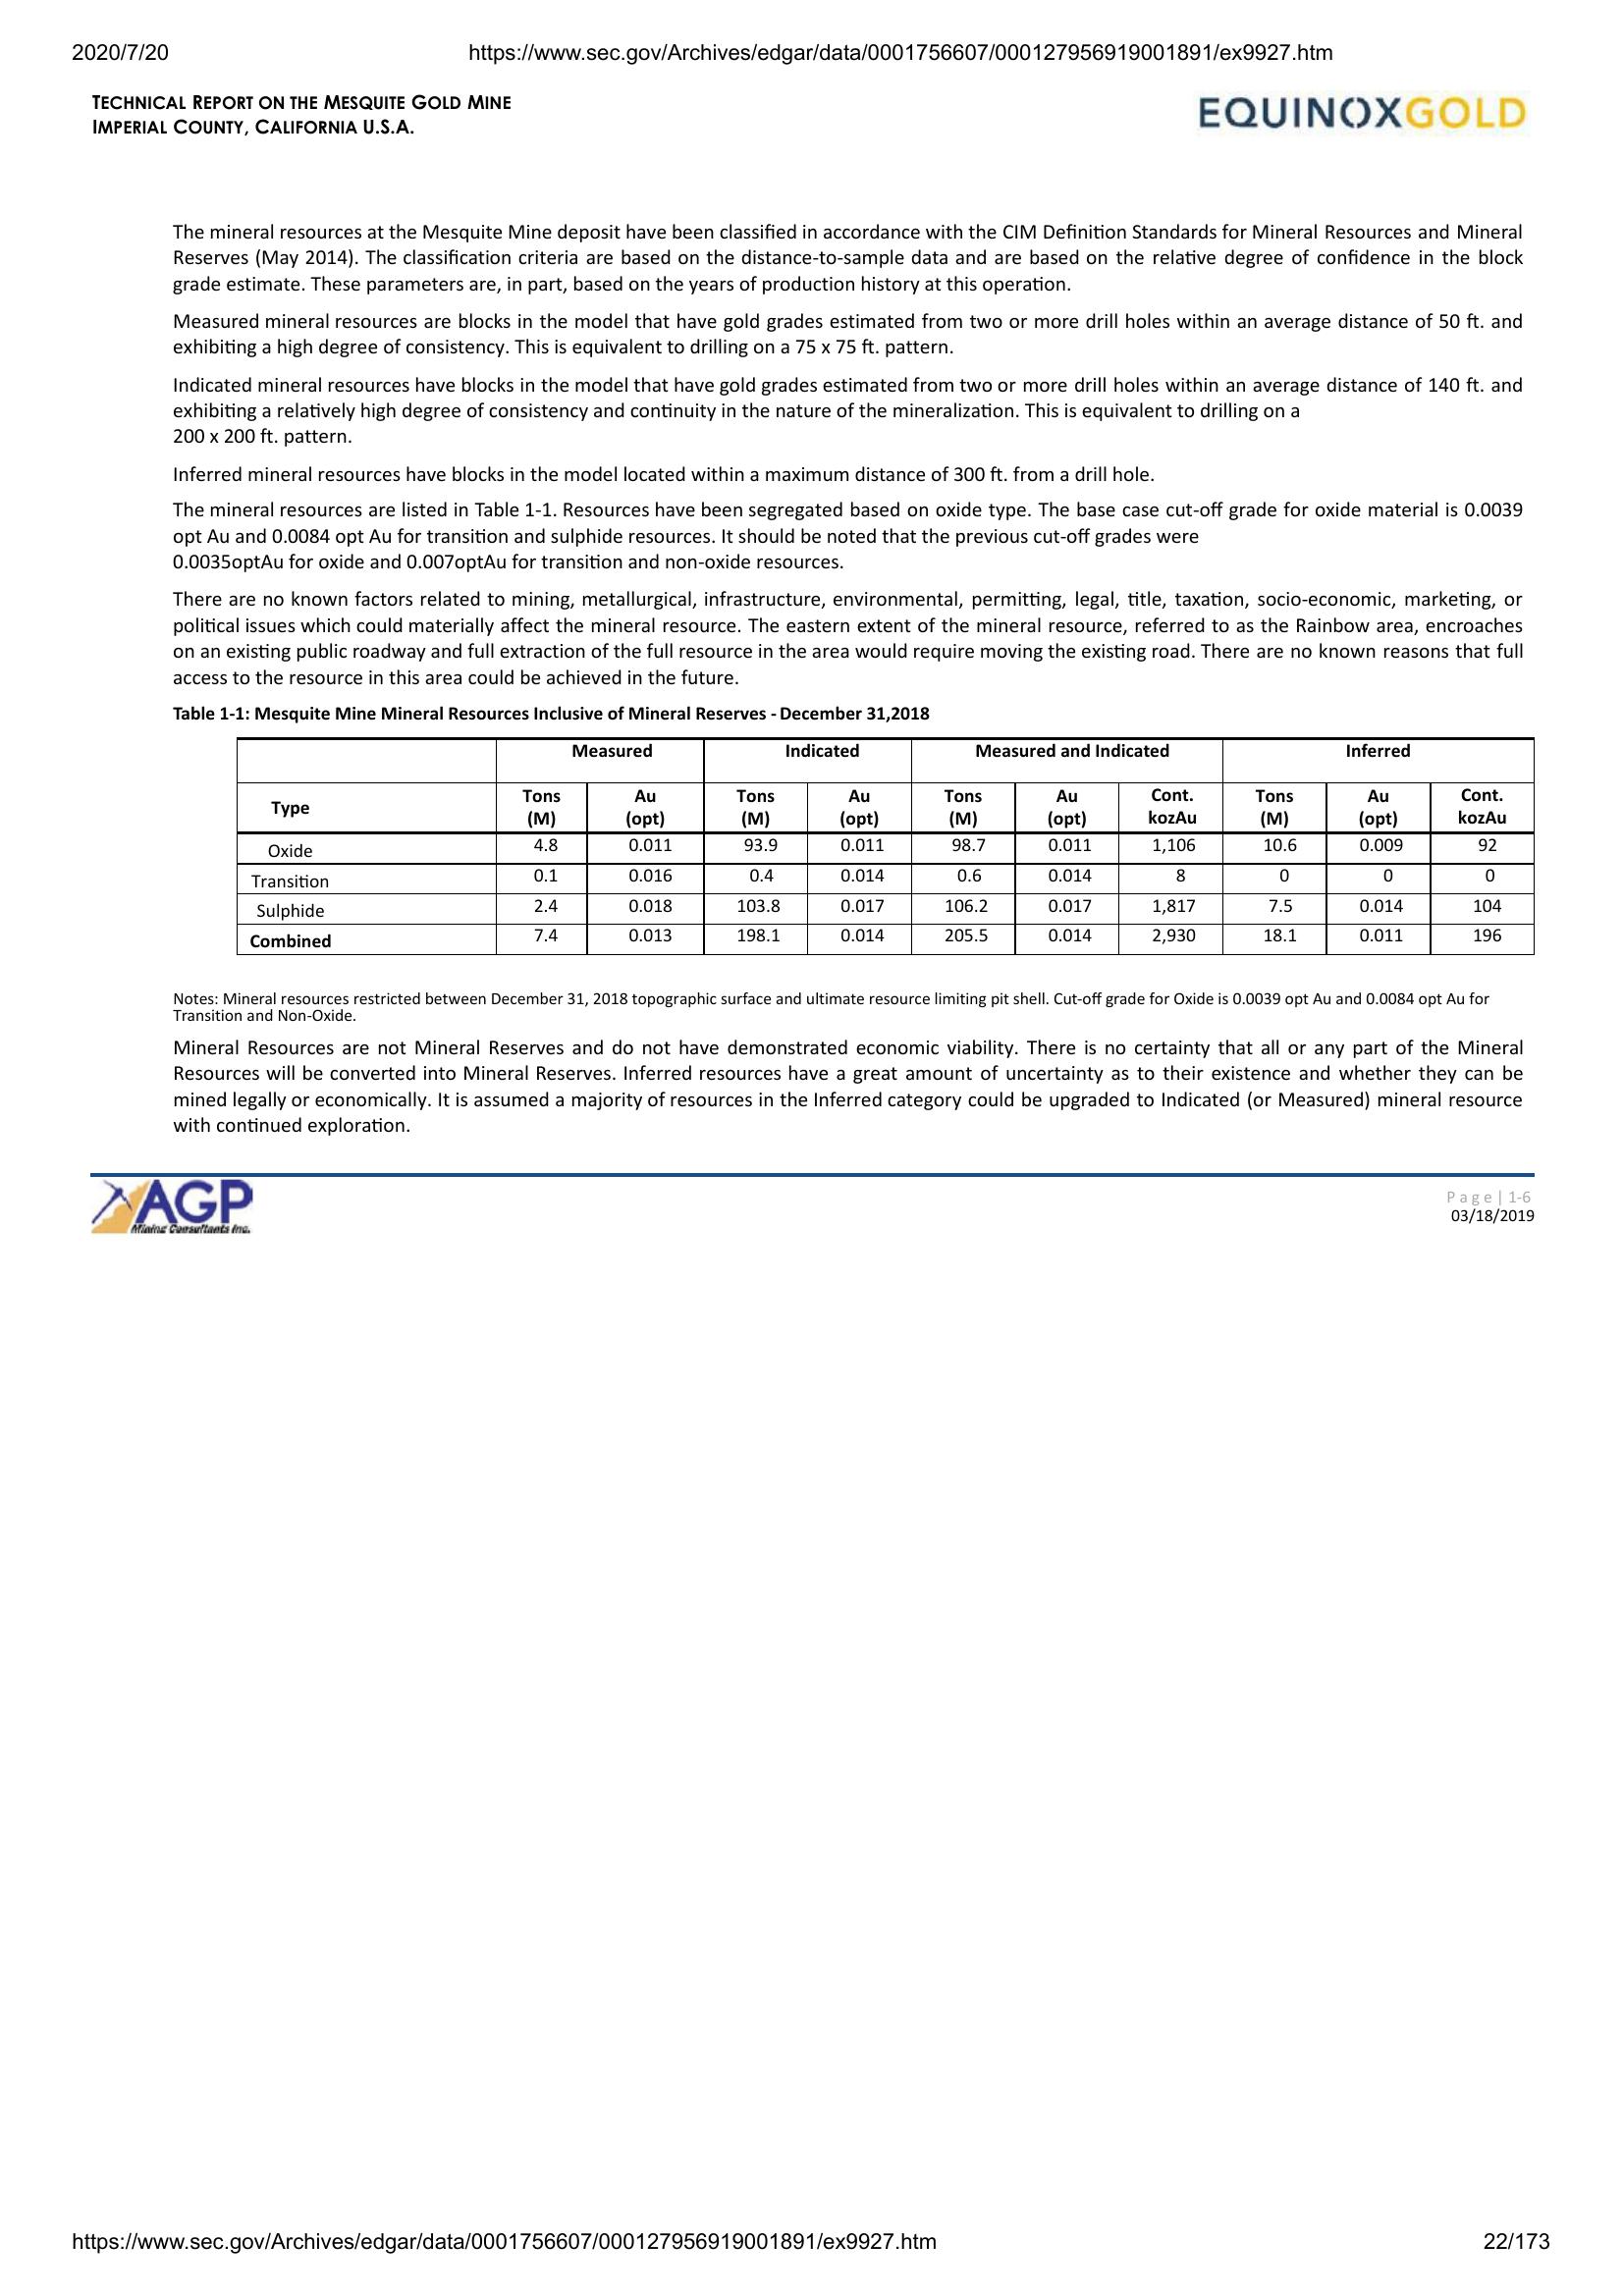 2020/7/20 https://www.sec.gov/Archives/edgar/data/0001756607/000127956919001891/ex9927.htm
TECHNICAL REPORT ON THE MESQUITE GOLD MINE
IMPERIAL COUNTY, CALIFORNIA U.S.A.
EQUINOXGOLD
The mineral resources at the Mesquite Mine deposit have been classified in accordance with the CIM Definition Standards for Mineral Resources and Mineral
Reserves (May 2014). The classification criteria are based on the distance-to-sample data and are based on the relative degree of confidence in the block
grade estimate. These parameters are, in part, based on the years of production history at this operation.
Measured mineral resources are blocks in the model that have gold grades estimated from two or more drill holes within an average distance of 50 ft. and
exhibiting a high degree of consistency. This is equivalent to drilling on a 75 x 75 ft. pattern.
Indicated mineral resources have blocks in the model that have gold grades estimated from two or more drill holes within an average distance of 140 ft. and
exhibiting a relatively high degree of consistency and continuity in the nature of the mineralization. This is equivalent to drilling on a
200 x 200 ft. pattern.
Inferred mineral resources have blocks in the model located within a maximum distance of 300 ft. from a drill hole.
The mineral resources are listed in Table 1-1. Resources have been segregated based on oxide type. The base case cut-off grade for oxide material is 0.0039
opt Au and 0.0084 opt Au for transition and sulphide resources. It should be noted that the previous cut-off grades were
0.0035optAu for oxide and 0.007optAu for transition and non-oxide resources.
There are no known factors related to mining, metallurgical, infrastructure, environmental, permitting, legal, title, taxation, socio-economic, marketing, or
political issues which could materially affect the mineral resource. The eastern extent of the mineral resource, referred to as the Rainbow area, encroaches
on an existing public roadway and full extraction of the full resource in the area would require moving the existing road. There are no known reasons that full
access to the resource in this area could be achieved in the future.
Table 1-1: Mesquite Mine Mineral Resources Inclusive of Mineral Reserves - December 31,2018
Measured Indicated Measured and Indicated Inferred
Type Tons (M) Au (opt) Tons (M) Au (opt) Tons (M) Au (opt) Cont. kozAu Tons (M) Au (opt) Cont. kozAu
Oxide 4.8 0.011 93.9 0.011 98.7 0.011 1,106 10.6 0.009 92
Transition 0.1 0.016 0.4 0.014 0.6 0.014 8 0 0 0
Sulphide 2.4 0.018 103.8 0.017 106.2 0.017 1,817 7.5 0.014 104
Combined 7.4 0.013 198.1 0.014 205.5 0.014 2,930 18.1 0.011 196
Notes: Mineral resources restricted between December 31, 2018 topographic surface and ultimate resource limiting pit shell. Cut-off grade for Oxide is 0.0039 opt Au and 0.0084 opt Au for
Transition and Non-Oxide.
Mineral Resources are not Mineral Reserves and do not have demonstrated economic viability. There is no certainty that all or any part of the Mineral
Resources will be converted into Mineral Reserves. Inferred resources have a great amount of uncertainty as to their existence and whether they can be
mined legally or economically. It is assumed a majority of resources in the Inferred category could be upgraded to Indicated (or Measured) mineral resource
with continued exploration.
AGP
Mining Consultants Inc.
Page | 1-6
03/18/2019
https://www.sec.gov/Archives/edgar/data/0001756607/000127956919001891/ex9927.htm 22/173